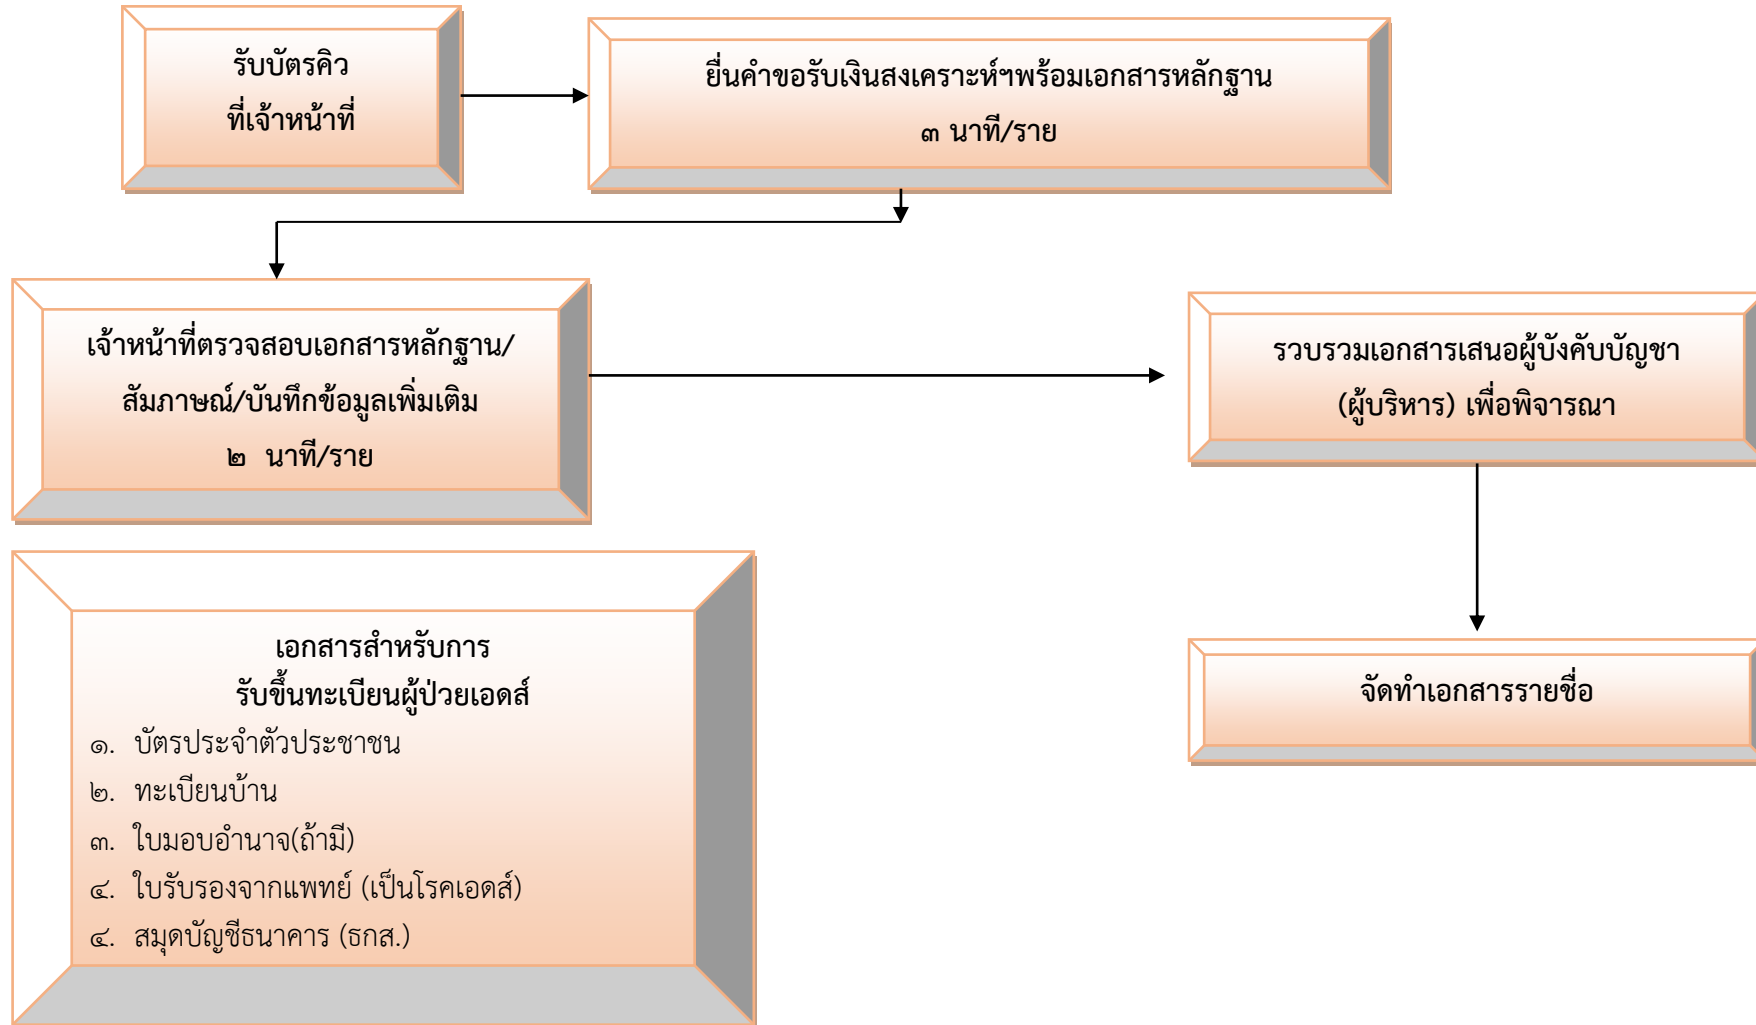 รับบัตรคิว
ที่เจ้าหน้าที่
ยื่นคำขอรับเงินสงเคราะห์ฯพร้อมเอกสารหลักฐาน
๓ นาที/ราย
เจ้าหน้าที่ตรวจสอบเอกสารหลักฐาน/
สัมภาษณ์/บันทึกข้อมูลเพิ่มเติม
๒ นาที/ราย
รวบรวมเอกสารเสนอผู้บังคับบัญชา
(ผู้บริหาร) เพื่อพิจารณา
จัดทำเอกสารรายชื่อ
เอกสารสำหรับการ
รับขึ้นทะเบียนผู้ป่วยเอดส์
๑. บัตรประจำตัวประชาชน
๒. ทะเบียนบ้าน
๓. ใบมอบอำนาจ(ถ้ามี)
๔. ใบรับรองจากแพทย์ (เป็นโรคเอดส์)
๔. สมุดบัญชีธนาคาร (ธกส.)